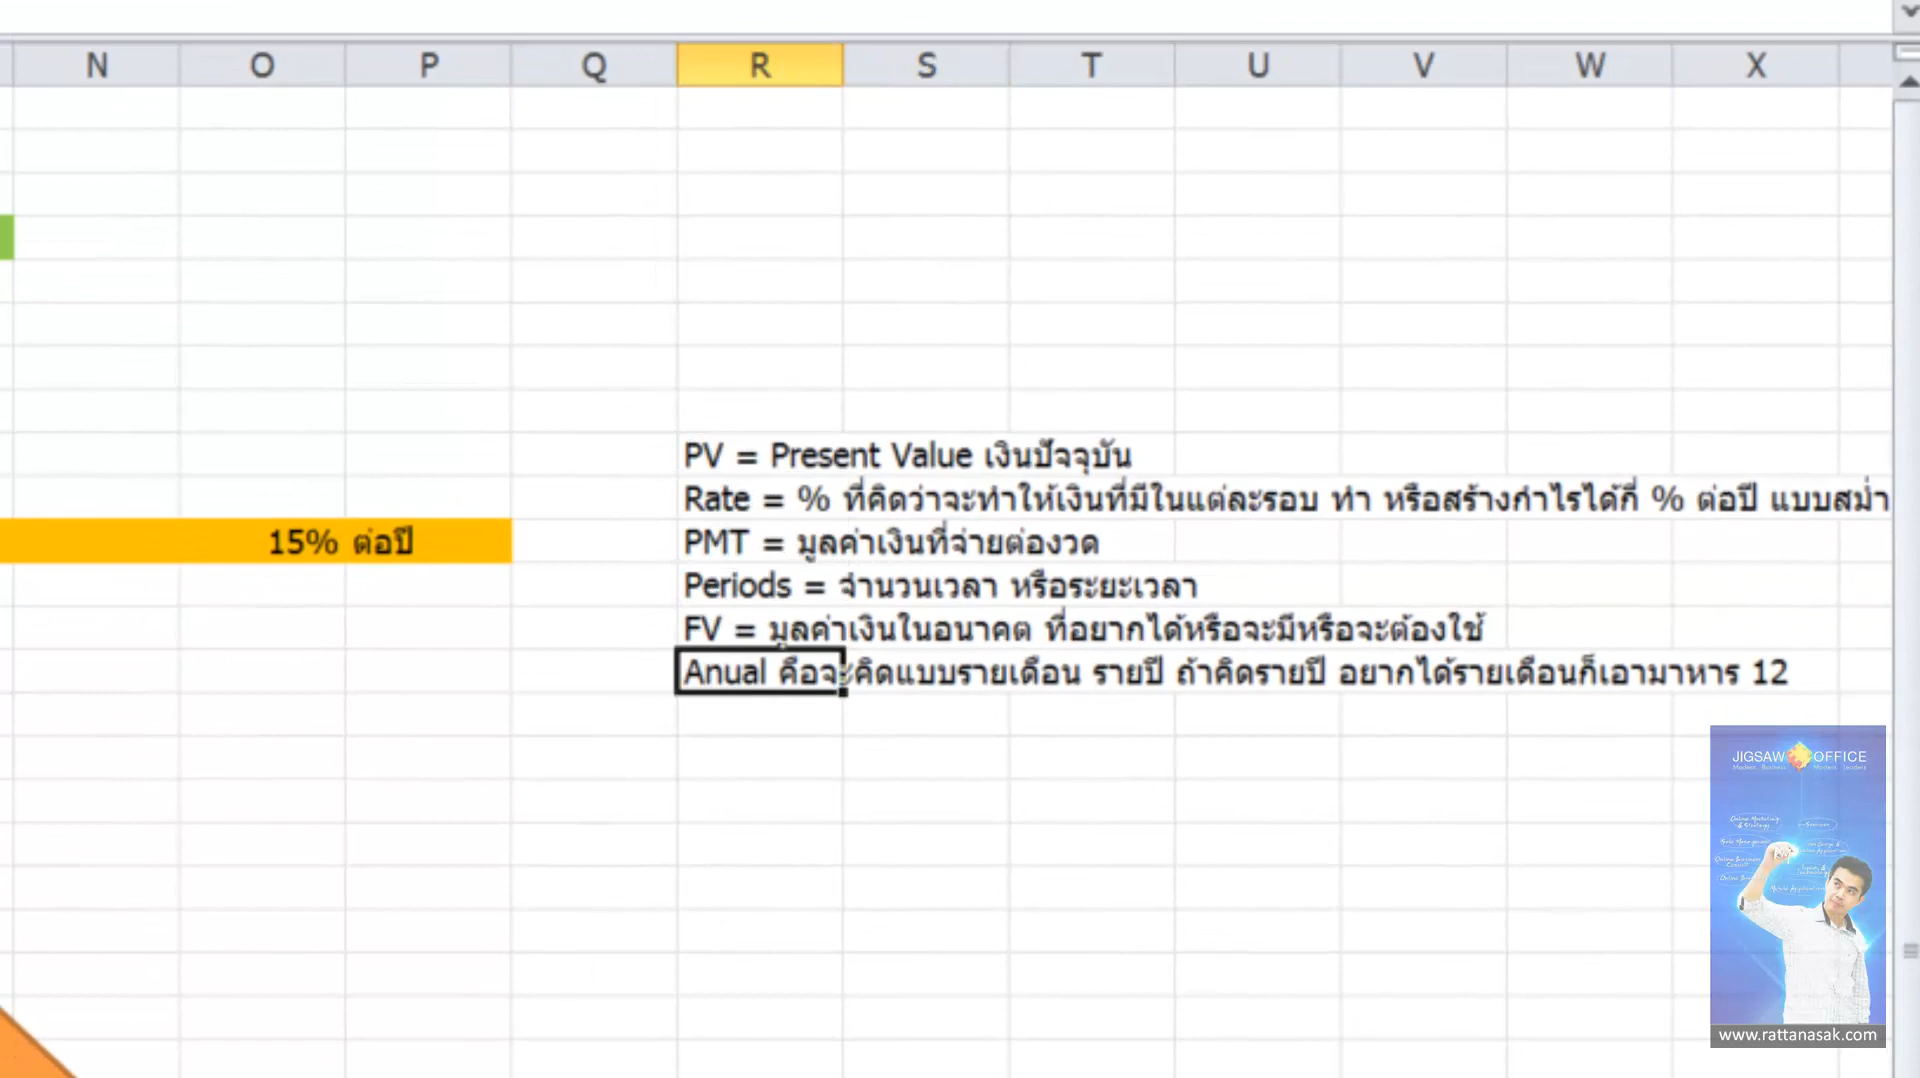 N O P Q R S T U V W X
PV = Present Value เงินปัจจุบัน
Rate = % ที่คิดว่าจะทำให้เงินที่มีในแต่ละรอบ ทำ หรือสร้างกำไรได้กี่ % ต่อปี แบบสม่ำ
15% ต่อปี
PMT = มูลค่าเงินที่จ่ายต่องวด
Periods = จำนวนเวลา หรือระยะเวลา
FV = มูลค่าเงินในอนาคต ที่อยากได้หรือจะมีหรือจะต้องใช้
Anual คือจะคิดแบบรายเดือน รายปี ถ้าคิดรายปี อยากได้รายเดือนก็เอามาหาร 12
JIGSAW OFFICE
Modern Business Modern Leaders
www.rattanasak.com